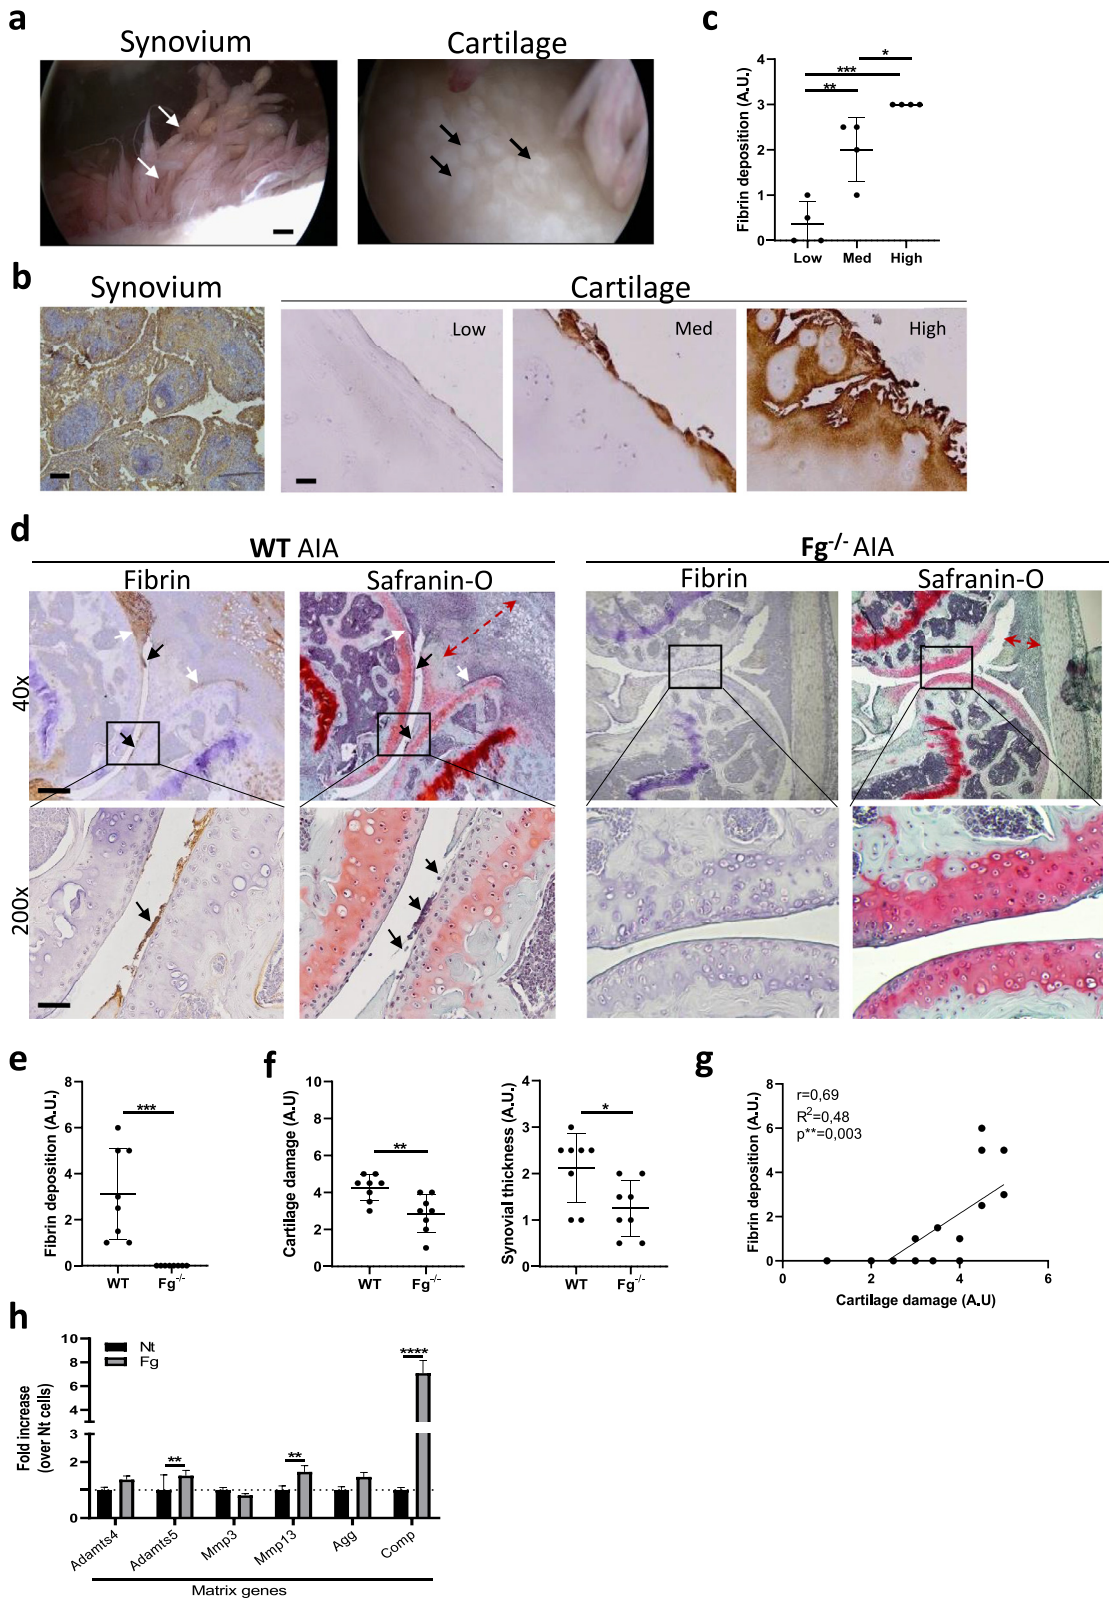 a
Synovium
Cartilage
c
Fibrin deposition (A.U.)
4
3
2
1
0
*
***
**
Low
Med
High
b
Synovium
Cartilage
Low
Med
High
d
WT AIA
Fg-/- AIA
Fibrin
Safranin-O
Fibrin
Safranin-O
40x
200x
e
Fibrin deposition (A.U.)
8
6
4
2
0
***
WT
Fg-/-
f
Cartilage damage (A.U)
10
8
6
4
2
0
**
WT
Fg-/-
Synovial thickness (A.U.)
4
3
2
1
0
*
WT
Fg-/-
g
Fibrin deposition (A.U.)
8
6
4
2
0
r=0,69
R2=0,48
p**=0,003
0
2
4
6
Cartilage damage (A.U)
h
Fold increase
(over Nt cells)
10
8
6
4
3
2
1
0
Nt
Fg
**
**
****
Adamts4
Adamts5
Mmp3
Mmp13
Agg
Comp
Matrix genes